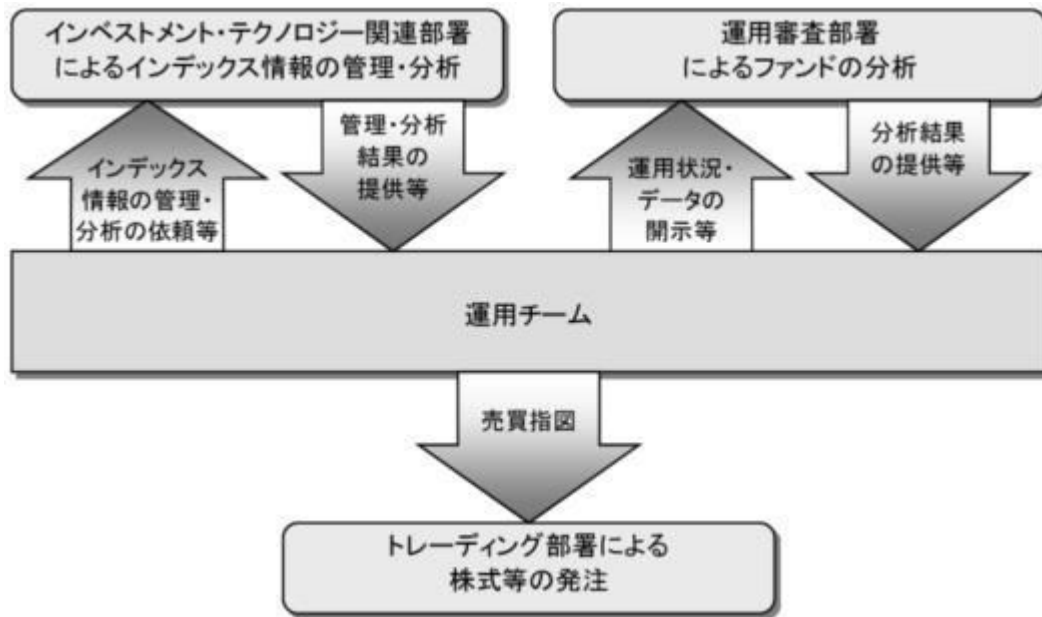 インベストメント・テクノロジー関連部署
によるインデックス情報の管理・分析
運用審査部署
によるファンドの分析
インデックス
情報の管理・
分析の依頼等
管理・分析
結果の
提供等
運用状況・
データの
開示等
分析結果
の提供等
運用チーム
売買指図
トレーディング部署による
株式等の発注